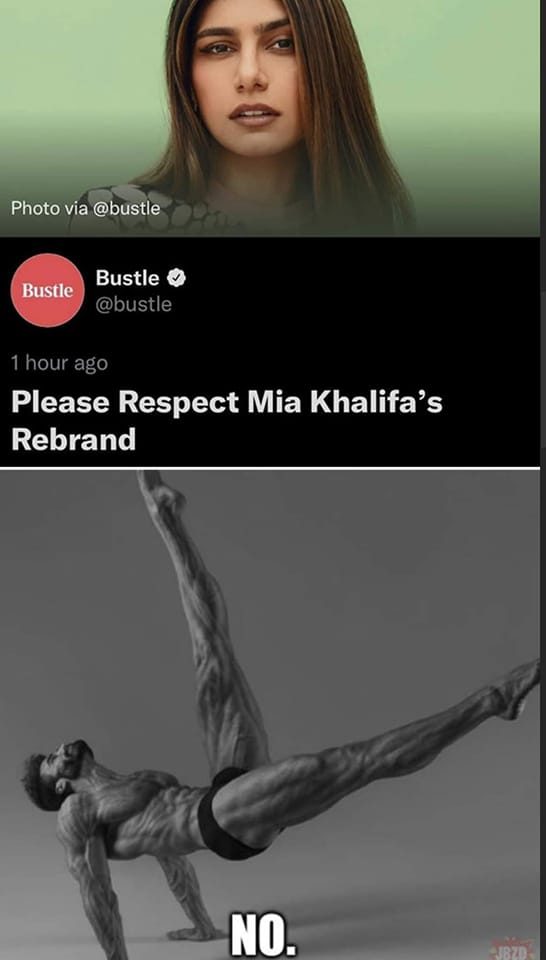 Photo via @bustle
Bustle
Bustle
@bustle
1 hour ago
Please Respect Mia Khalifa’s
Rebrand
NO.
JBZD